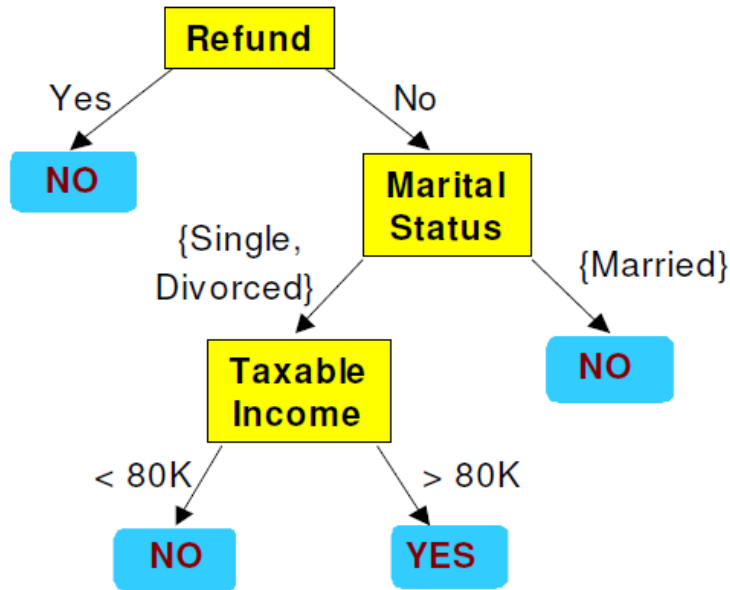 Refund
Yes
No
NO
Marital
Status
{Single,
Divorced}
{Married}
Taxable
Income
NO
< 80K
> 80K
NO
YES